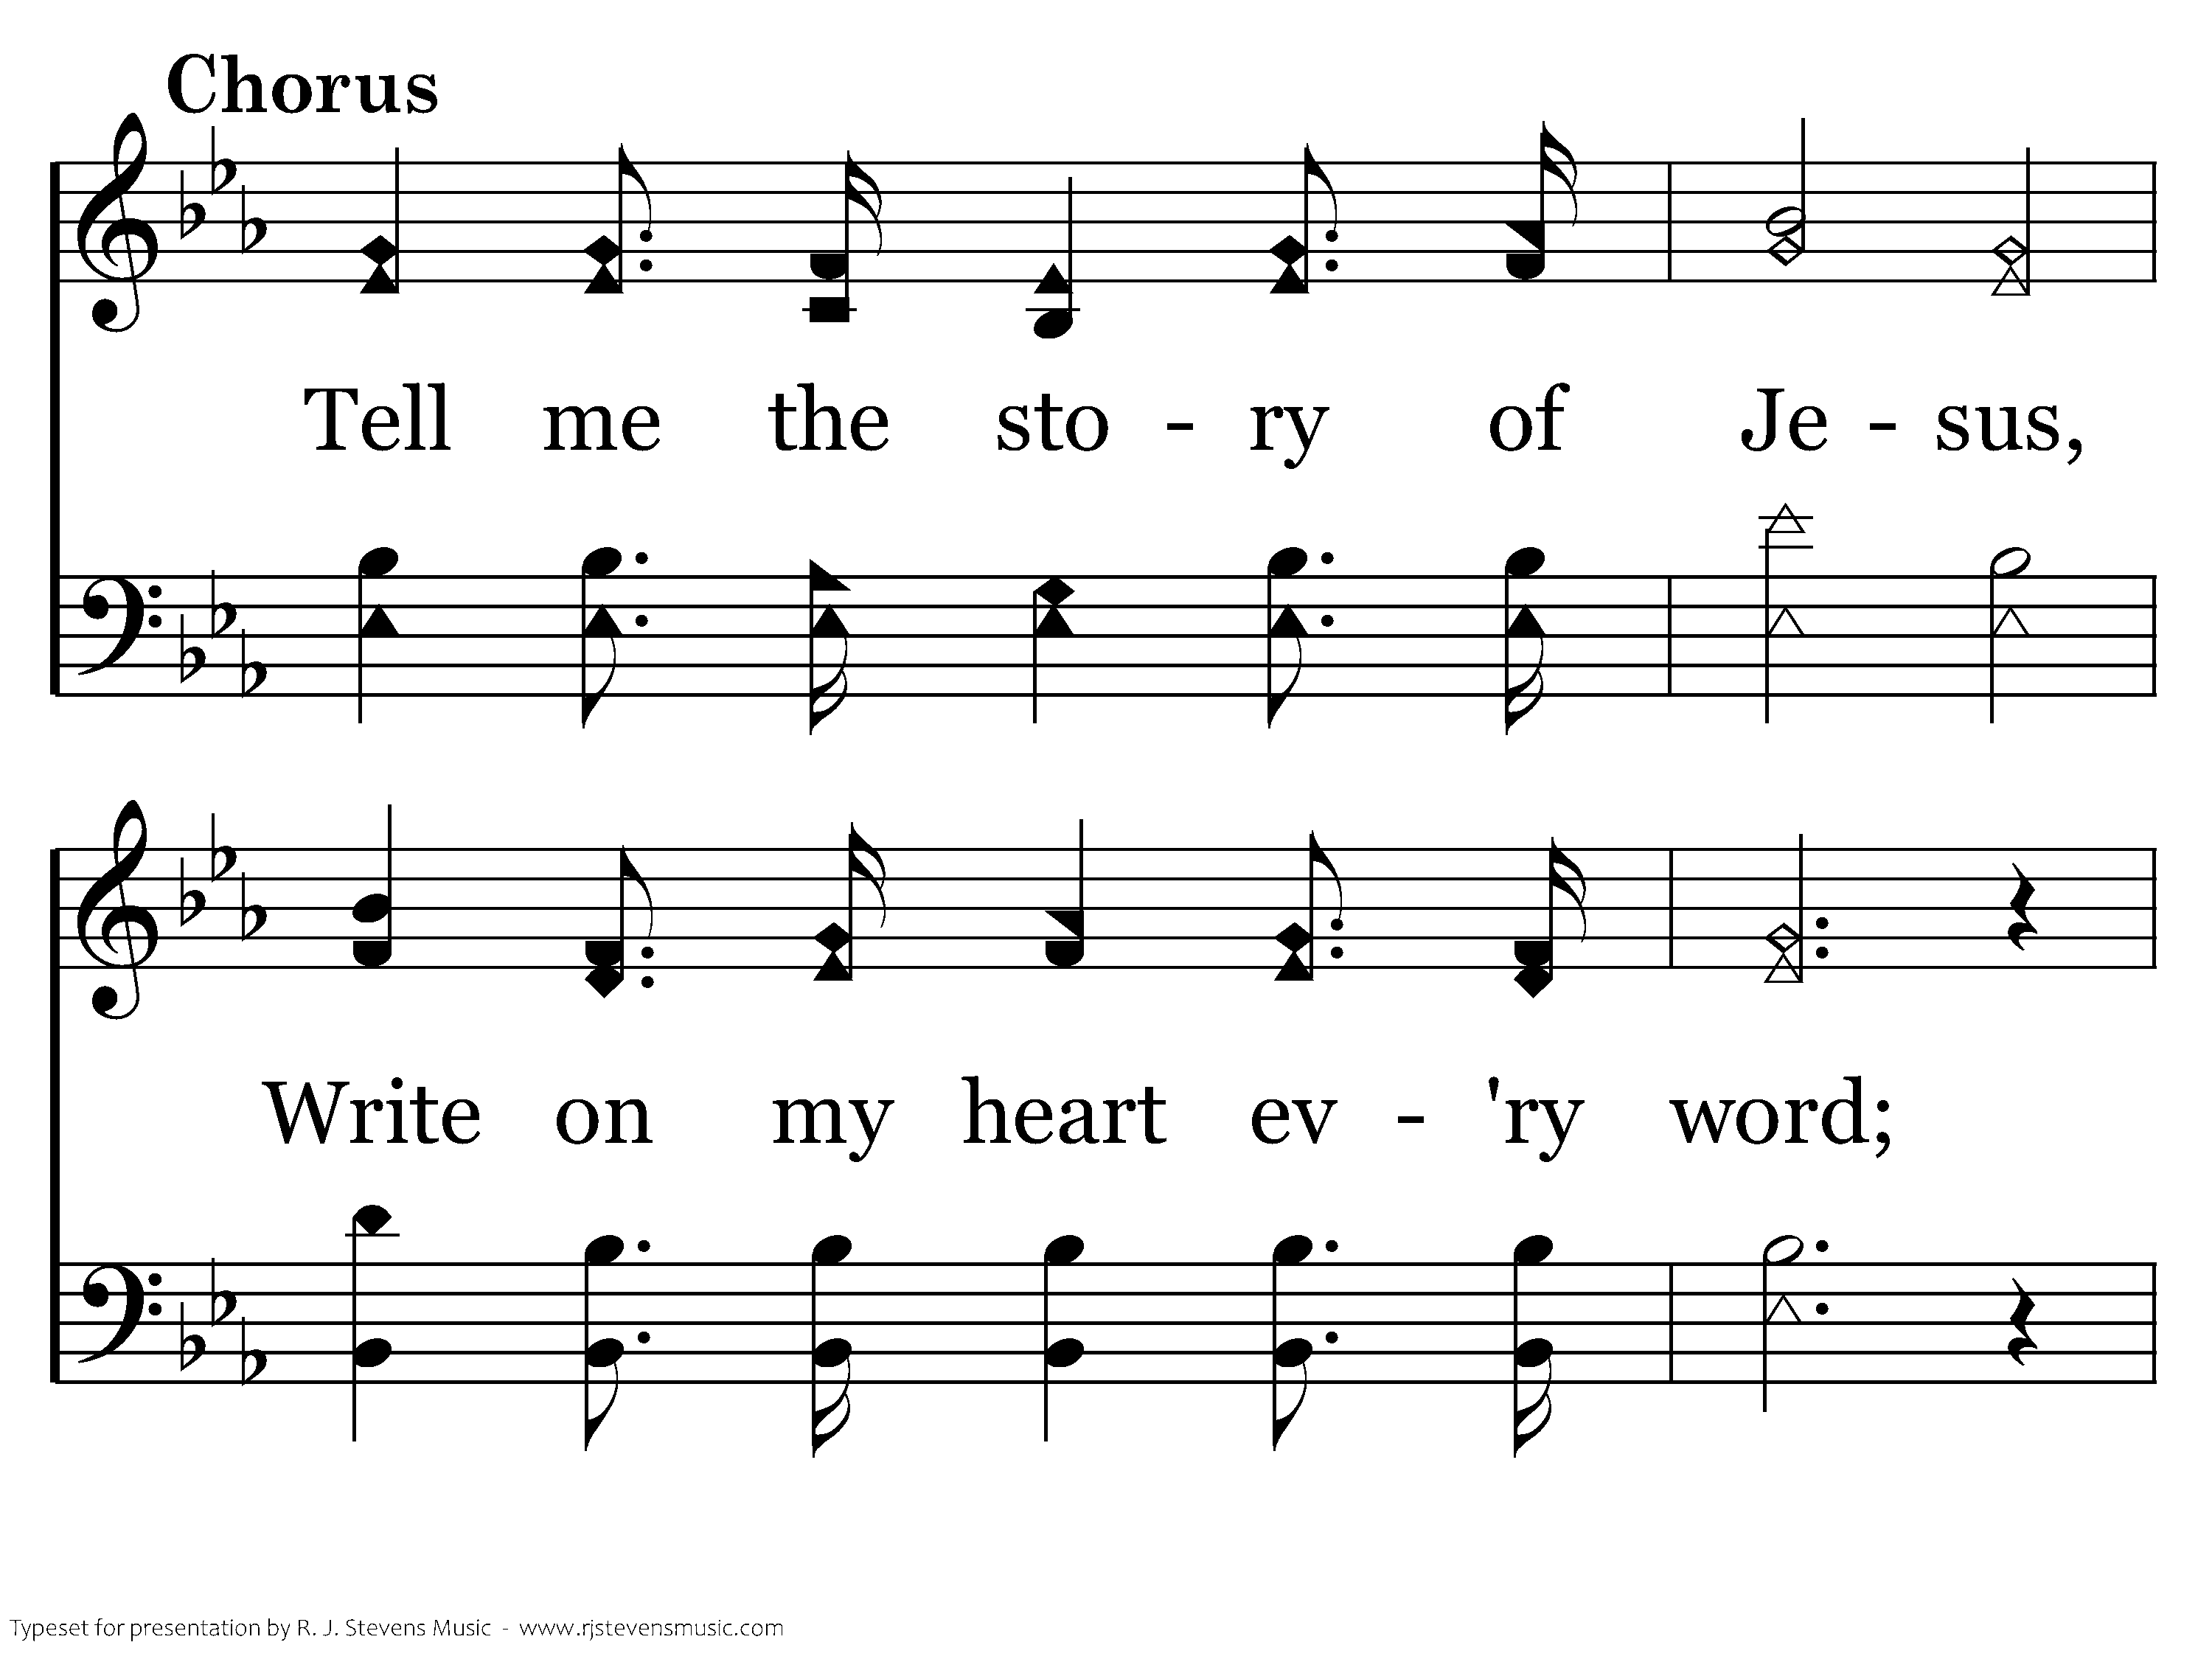 Chorus
Tell me the sto - ry of Je - sus,
Write on my heart ev - 'ry word;
Typeset for presentation by R. J. Stevens Music - www.rjstevensmusic.com